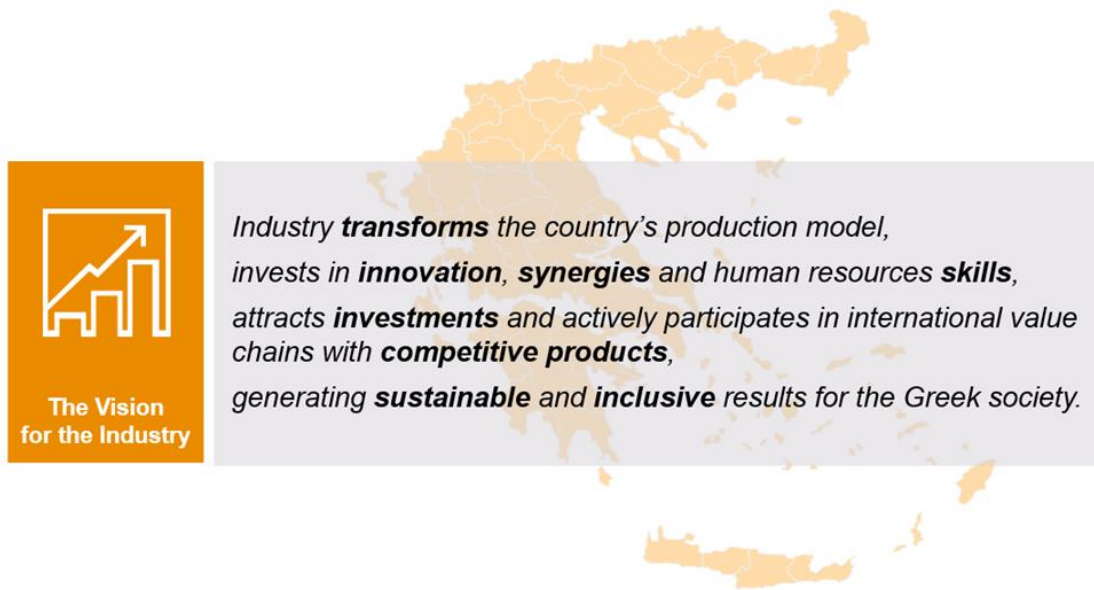 The Vision
for the Industry
Industry transforms the country’s production model,
invests in innovation, synergies and human resources skills,
attracts investments and actively participates in international value
chains with competitive products,
generating sustainable and inclusive results for the Greek society.